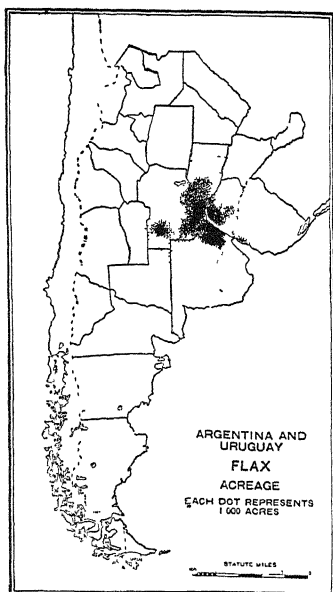 ARGENTINA AND
URUGUAY
FLAX
ACREAGE
EACH DOT REPRESENTS
1 000 ACRES
STATUTE MILES